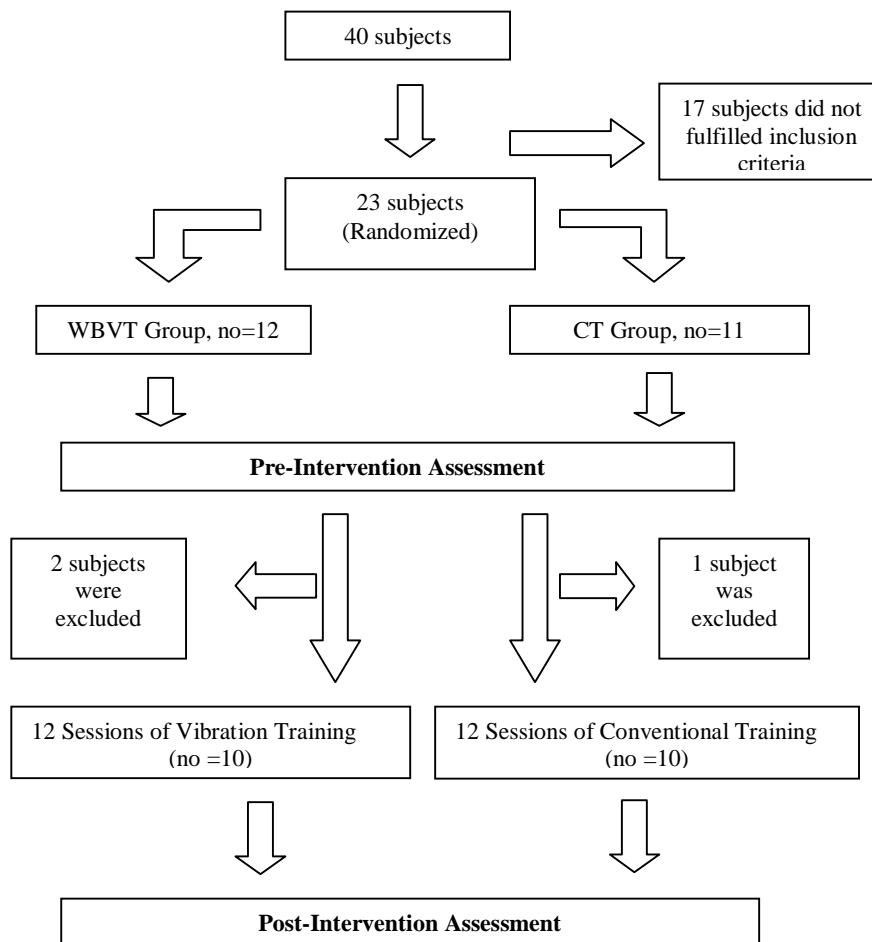 40 subjects
17 subjects did not
fulfilled inclusion
criteria
23 subjects
(Randomized)
WBVT Group, no=12
CT Group, no=11
Pre-Intervention Assessment
2 subjects
were
excluded
1 subject
was
excluded
12 Sessions of Vibration Training
(no =10)
12 Sessions of Conventional Training
(no =10)
Post-Intervention Assessment